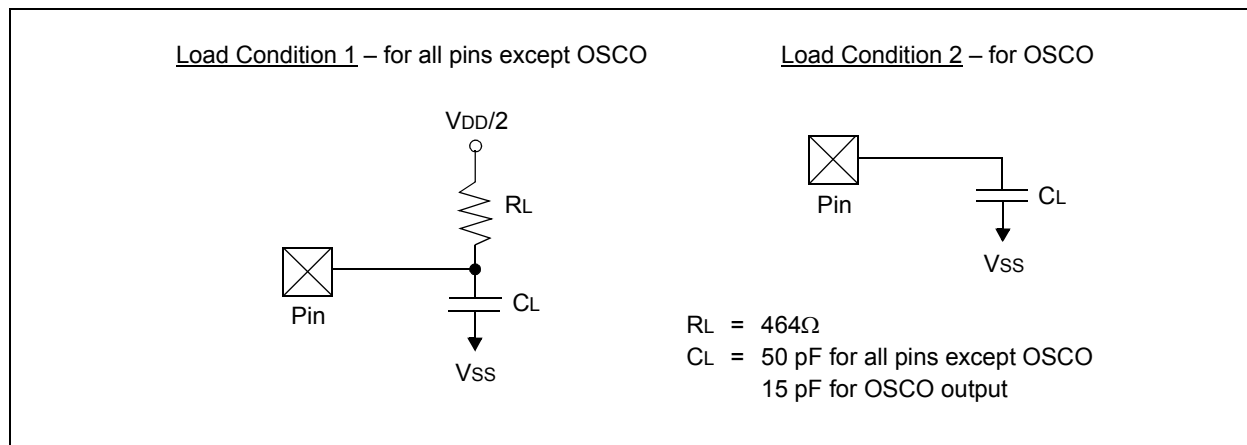 Load Condition 1 – for all pins except OSCO
VDD/2
RL
Pin
CL
VSS
Load Condition 2 – for OSCO
Pin
CL
VSS
RL = 464Ω
CL = 50 pF for all pins except OSCO
15 pF for OSCO output